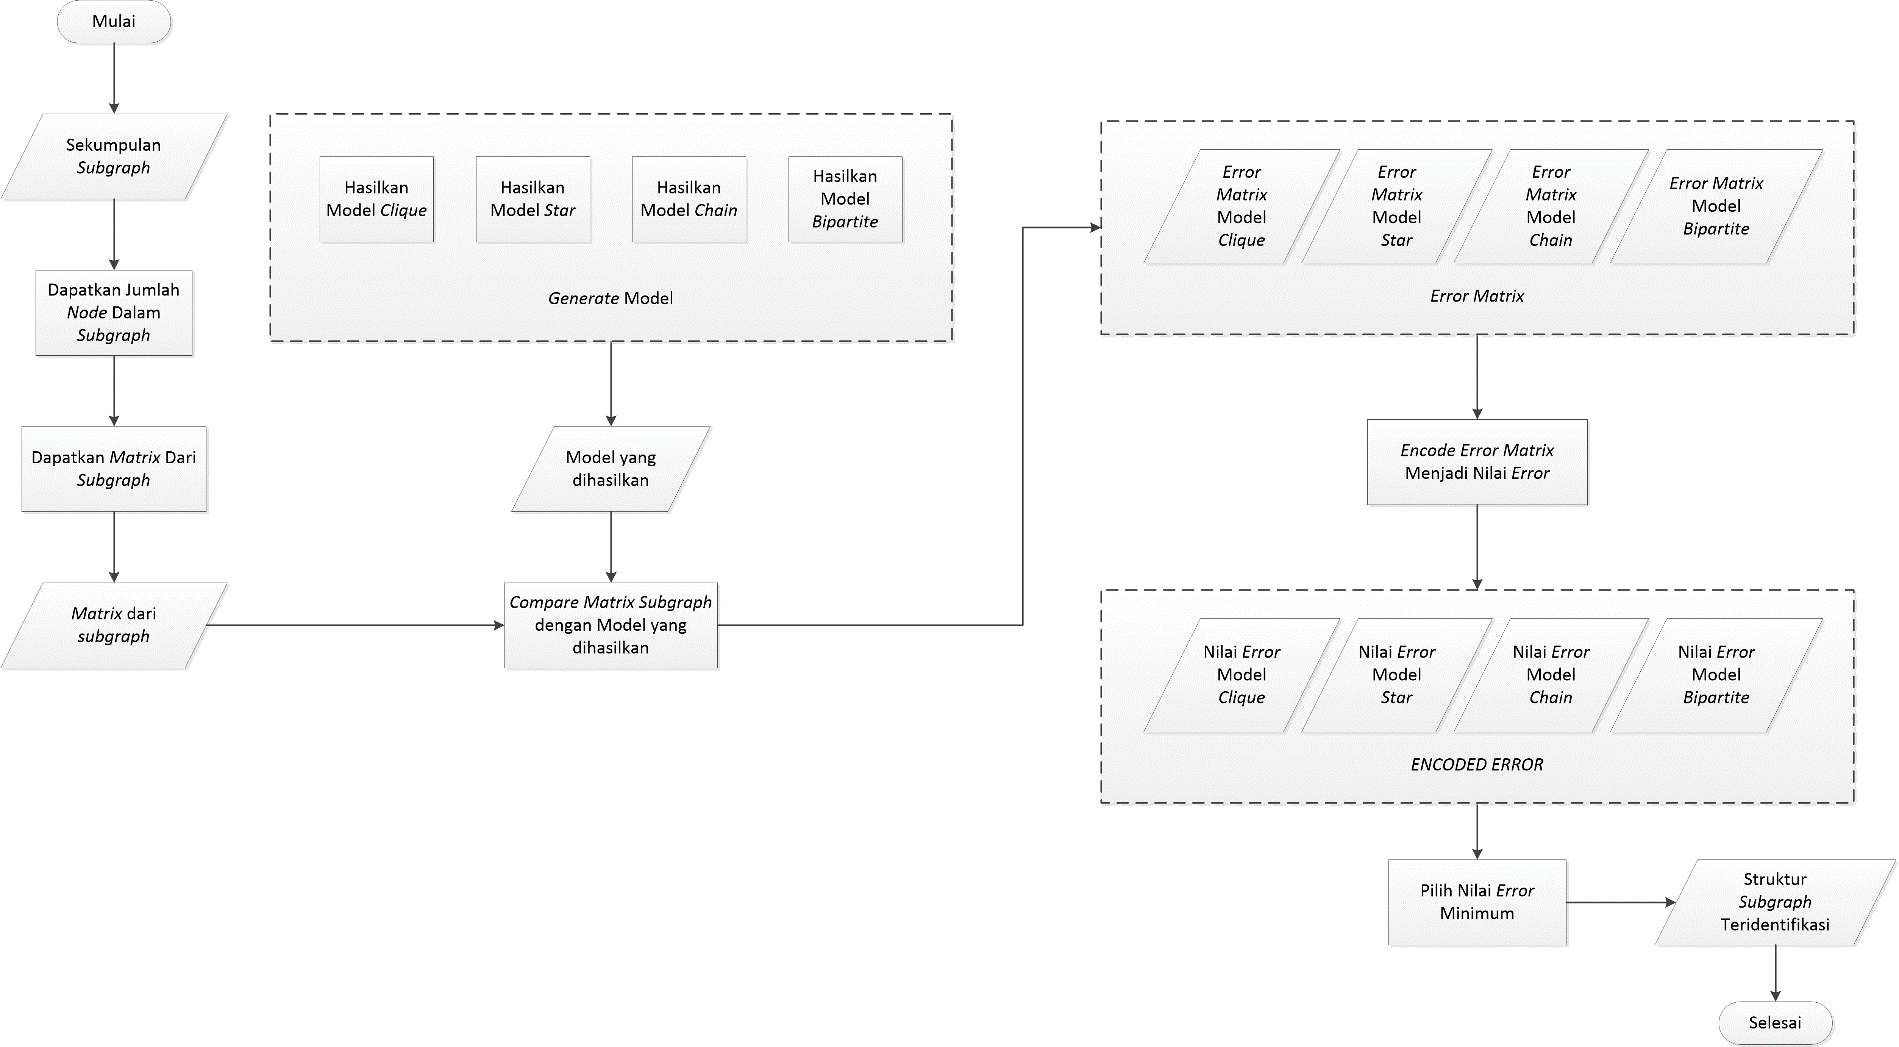 Mulai
Sekumpulan
Subgraph
Dapatkan Jumlah
Node Dalam
Subgraph
Dapatkan Matrix Dari
Subgraph
Matrix dari
subgraph
Hasilkan
Model Clique
Hasilkan
Model Star
Hasilkan
Model Chain
Hasilkan
Model
Bipartite
Generate Model
Model yang
dihasilkan
Compare Matrix Subgraph
dengan Model yang
dihasilkan
Error
Matrix
Model
Clique
Error
Matrix
Model
Star
Error
Matrix
Model
Chain
Error Matrix
Model
Bipartite
Error Matrix
Encode Error Matrix
Menjadi Nilai Error
Nilai Error
Model
Clique
Nilai Error
Model
Star
Nilai Error
Model
Chain
Nilai Error
Model
Bipartite
ENCODED ERROR
Pilih Nilai Error
Minimum
Struktur
Subgraph
Teridentifikasi
Selesai